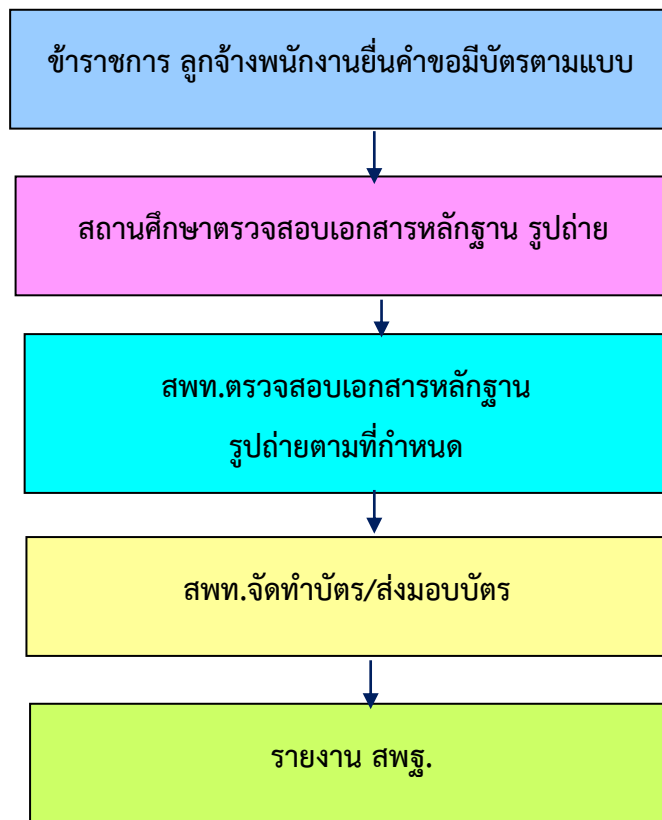 ข้าราชการ ลูกจ้างพนักงานยื่นคำขอมีบัตรตามแบบ
สถานศึกษาตรวจสอบเอกสารหลักฐาน รูปถ่าย
สพท.ตรวจสอบเอกสารหลักฐาน
รูปถ่ายตามที่กำหนด
สพท.จัดทำบัตร/ส่งมอบบัตร
รายงาน สพฐ.